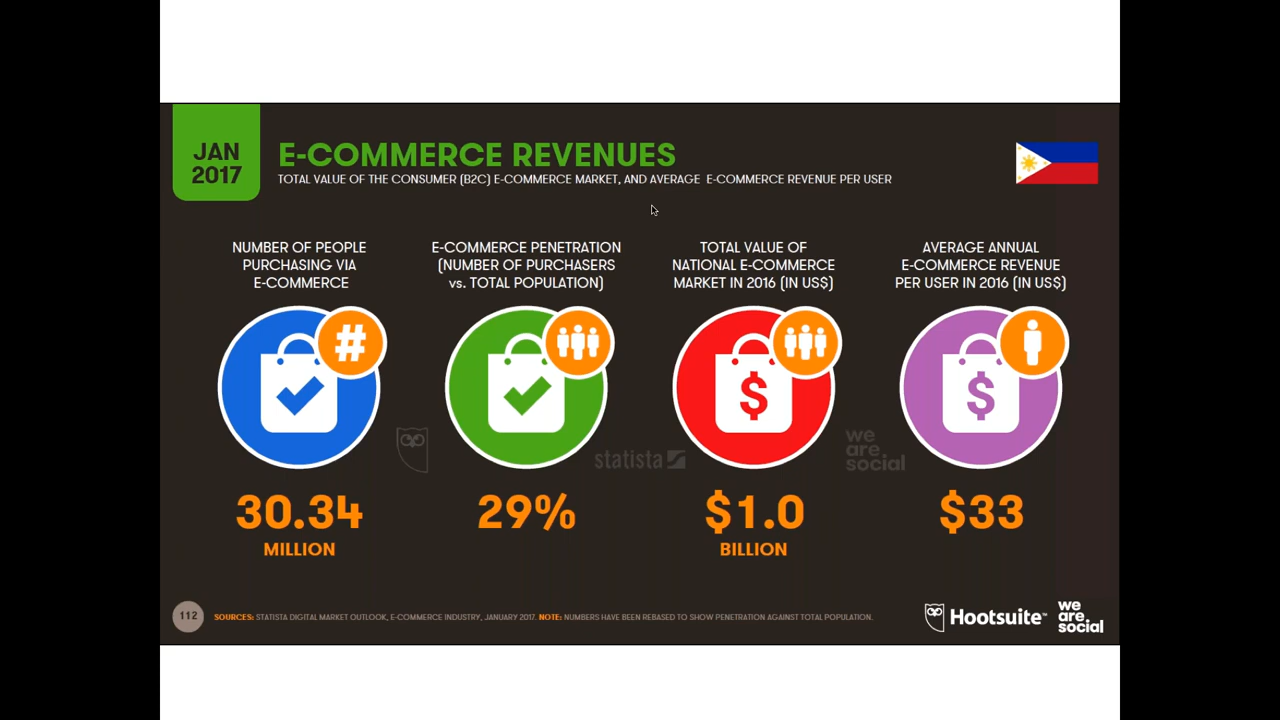 JAN
2017
E-COMMERCE REVENUES
TOTAL VALUE OF THE CONSUMER (B2C) E-COMMERCE MARKET, AND AVERAGE E-COMMERCE REVENUE PER USER
NUMBER OF PEOPLE
PURCHASING VIA
E-COMMERCE
E-COMMERCE PENETRATION
(NUMBER OF PURCHASERS
vs. TOTAL POPULATION)
TOTAL VALUE OF
NATIONAL E-COMMERCE
MARKET IN 2016 (IN US$)
AVERAGE ANNUAL
E-COMMERCE REVENUE
PER USER IN 2016 (IN US$)
#
$
$
statista
we
are
social
30.34
MILLION
29%
$1.0
BILLION
$33
112
SOURCES: STATISTA DIGITAL MARKET OUTLOOK, E-COMMERCE INDUSTRY, JANUARY 2017. NOTE: NUMBERS HAVE BEEN REBASED TO SHOW PENETRATION AGAINST TOTAL POPULATION.
Hootsuite™
we
are
social